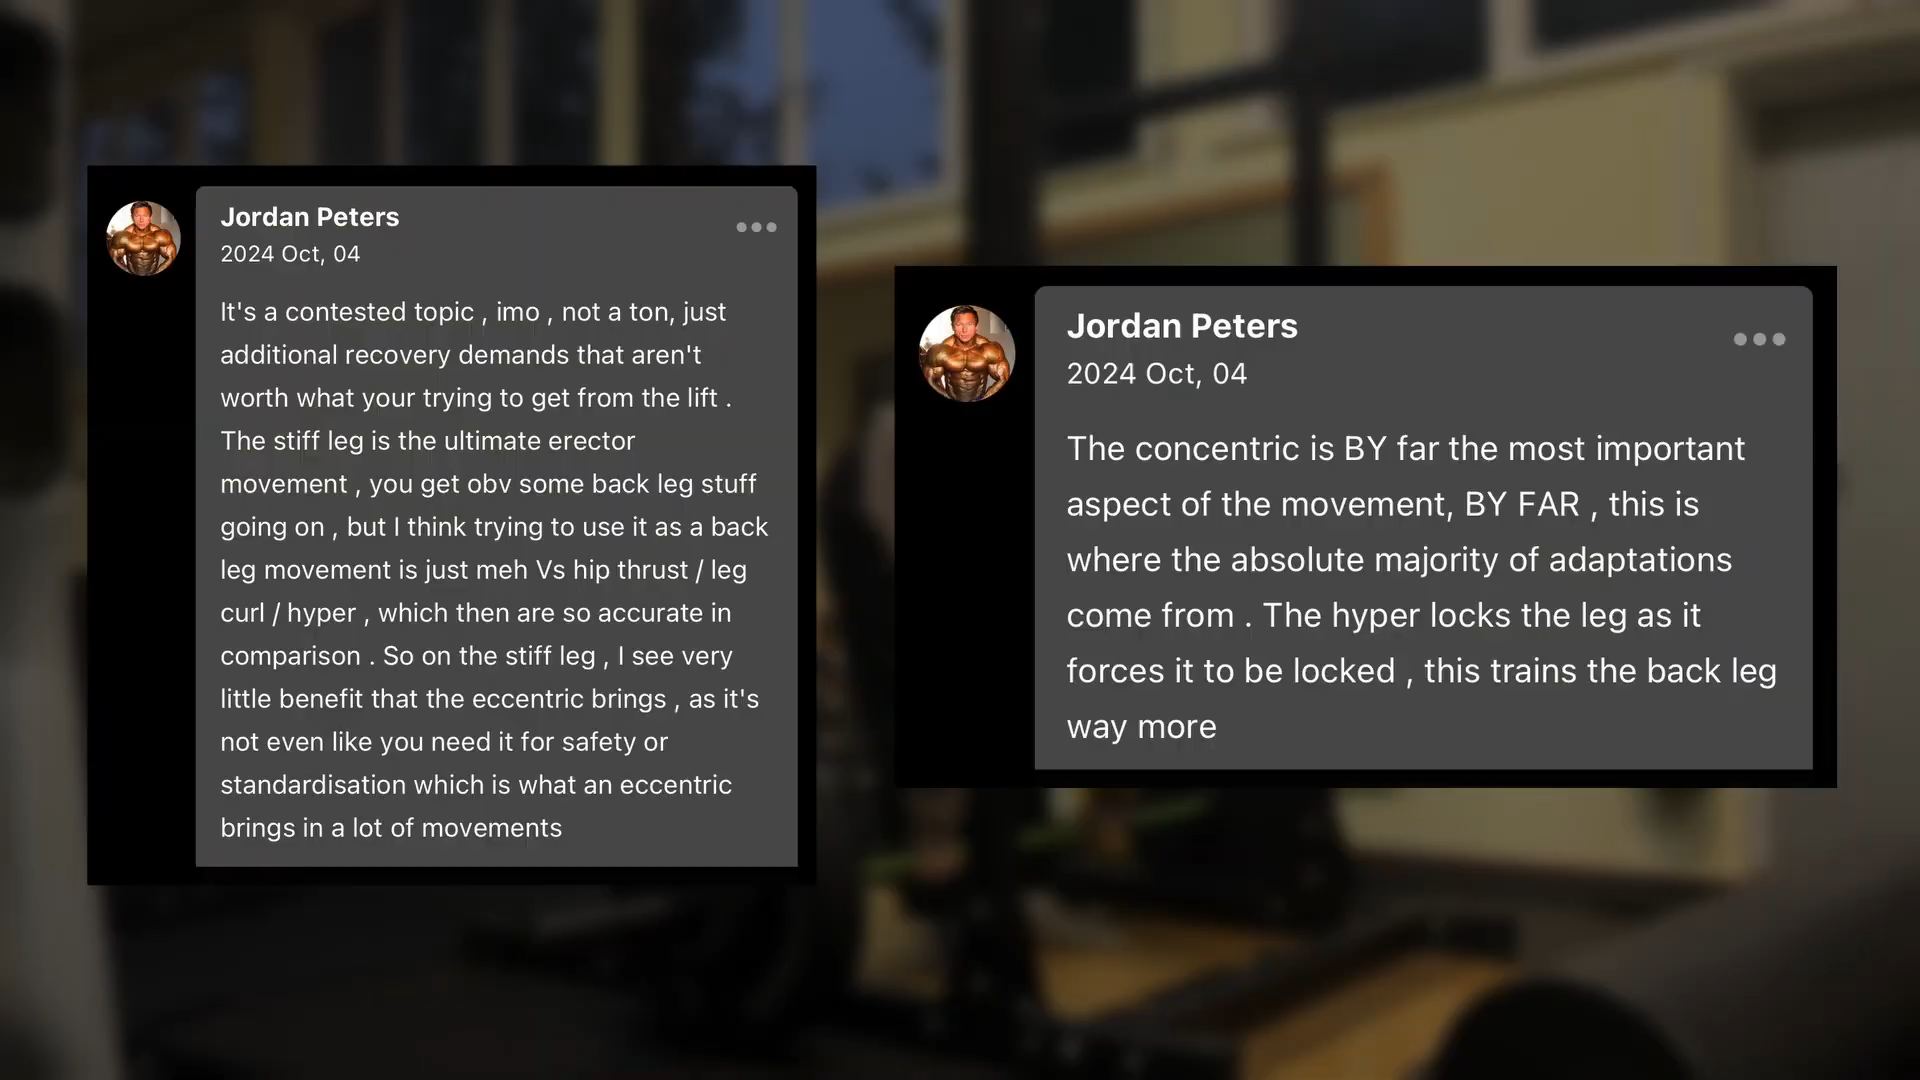 Jordan Peters
2024 Oct, 04
It's a contested topic , imo , not a ton, just
additional recovery demands that aren't
worth what your trying to get from the lift .
The stiff leg is the ultimate erector
movement , you get obv some back leg stuff
going on , but I think trying to use it as a back
leg movement is just meh Vs hip thrust / leg
curl / hyper , which then are so accurate in
comparison . So on the stiff leg , I see very
little benefit that the eccentric brings , as it's
not even like you need it for safety or
standardisation which is what an eccentric
brings in a lot of movements
Jordan Peters
2024 Oct, 04
The concentric is BY far the most important
aspect of the movement, BY FAR , this is
where the absolute majority of adaptations
come from . The hyper locks the leg as it
forces it to be locked , this trains the back leg
way more